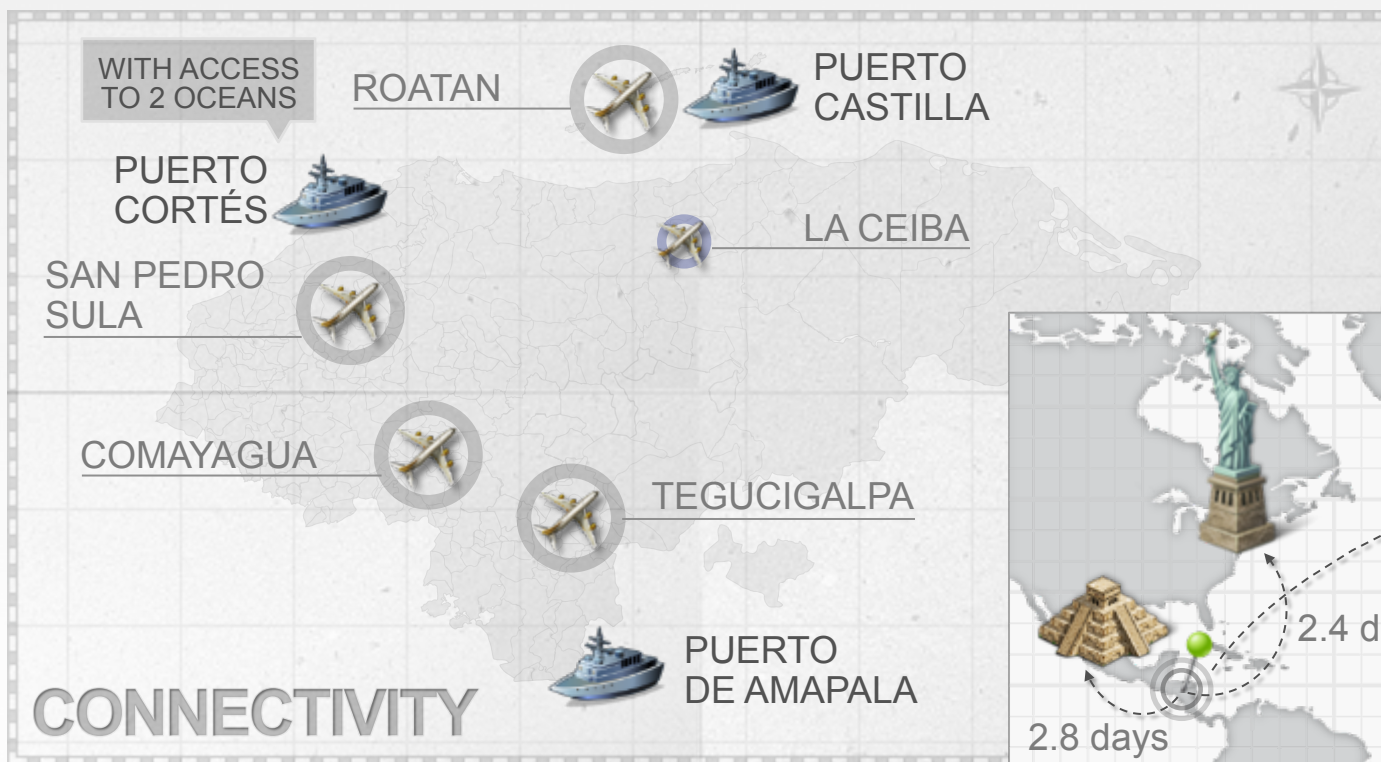 WITH ACCESS
TO 2 OCEANS
ROATAN
PUERTO
CASTILLA
PUERTO
CORTÉS
LA CEIBA
SAN PEDRO
SULA
COMAYAGUA
TEGUCIGALPA
PUERTO
DE AMAPALA
CONNECTIVITY
2.4 d
2.8 days